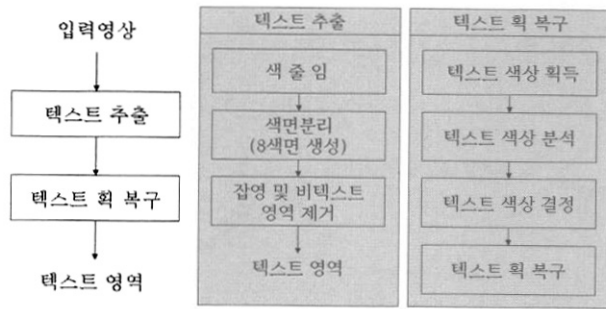 입력영상
텍스트 추출
텍스트 획 복구
텍스트 영역
텍스트 추출
색 줄 임
색면분리
(8색면 생성)
잡영 및 비텍스트
영역 제거
텍스트 영역
텍스트 획 복구
텍스트 색상 획득
텍스트 색상 분석
텍스트 색상 결정
텍스트 획 복구